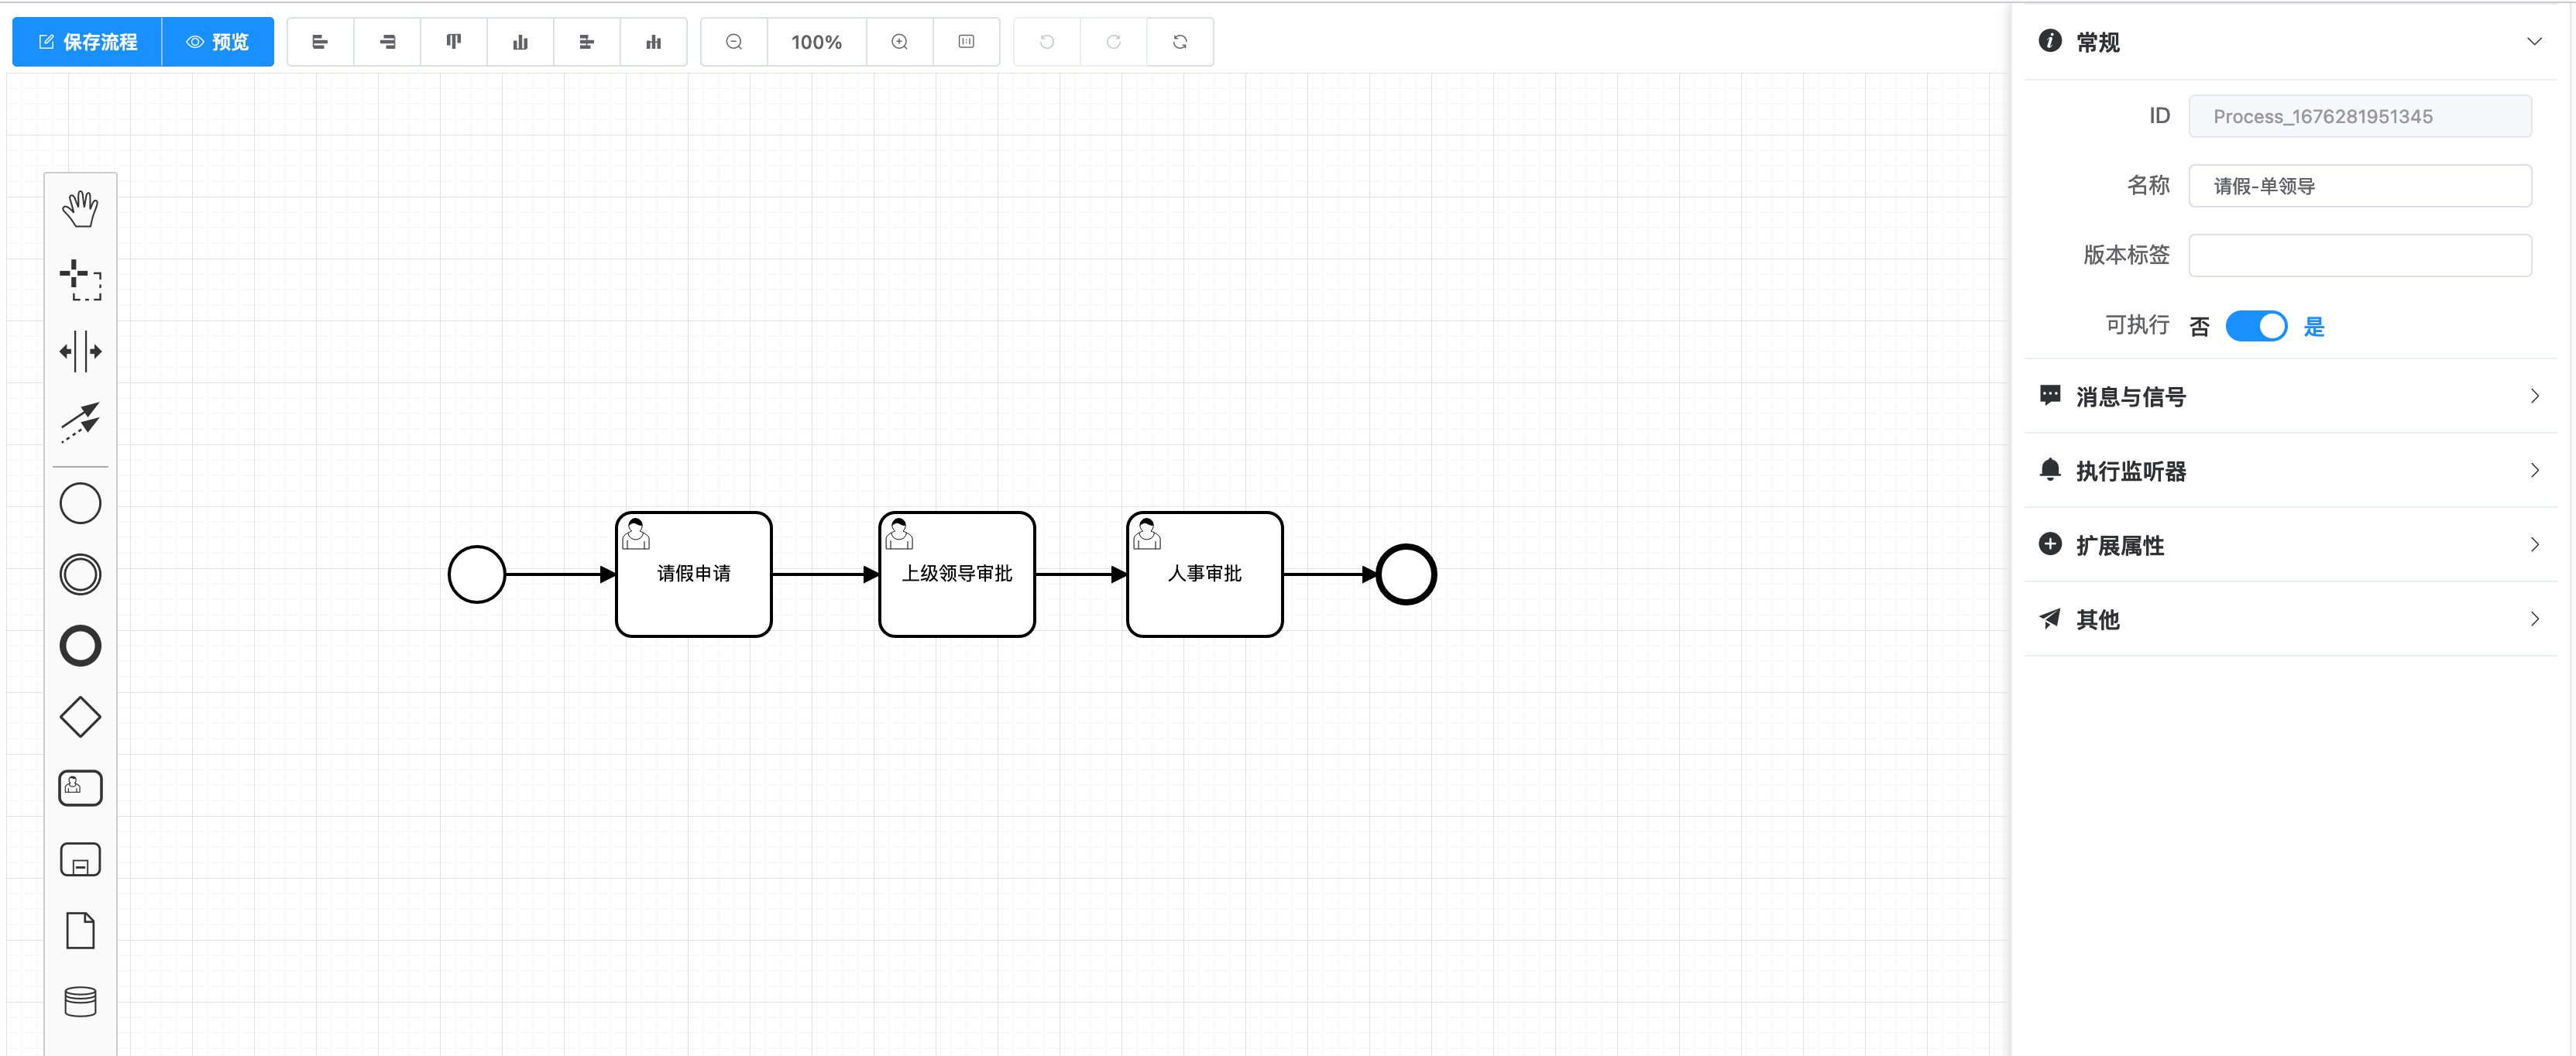 保存流程
预览
100%
常规
ID
Process_1676281951345
名称
请假-单领导
版本标签
可执行
否
是
消息与信号
执行监听器
扩展属性
其他
请假申请
上级领导审批
人事审批